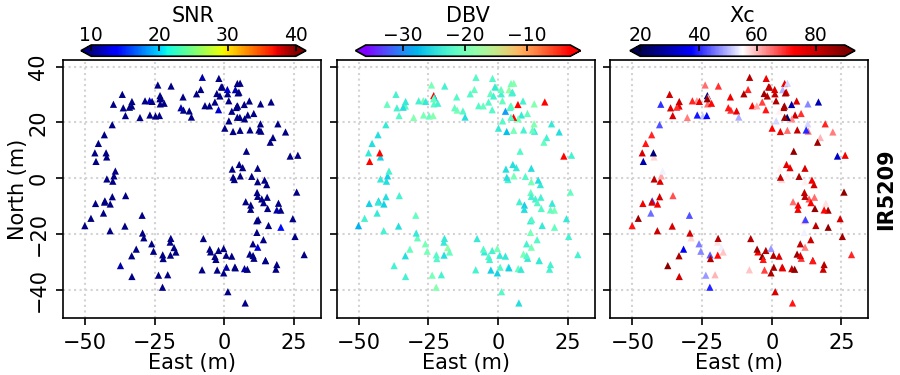 SNR
10 20 30 40
DBV
−30 −20 −10
Xc
20 40 60 80
North (m)
40
20
0
−20
−40
−50 −25 0 25
East (m)
−50 −25 0 25
East (m)
−50 −25 0 25
East (m)
IR5209